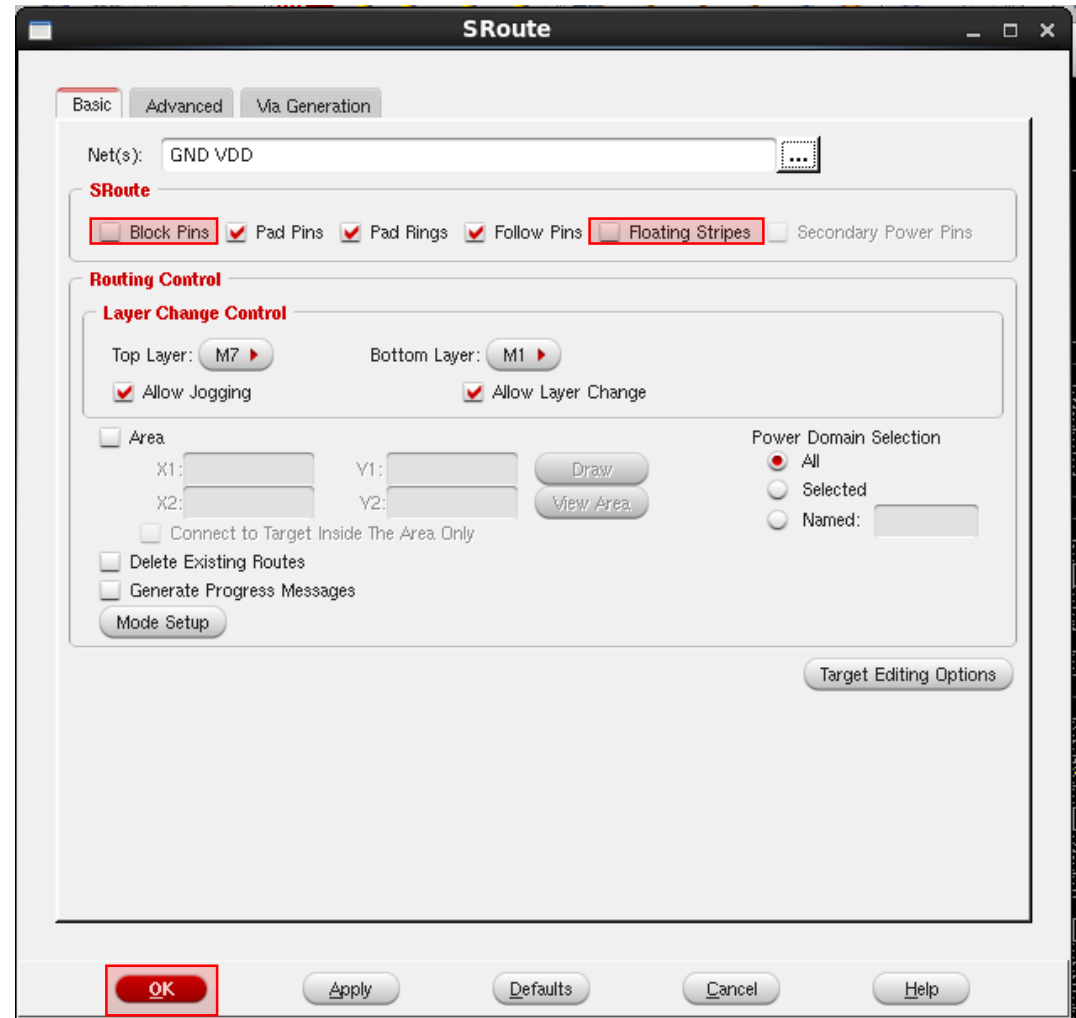 SRoute
Basic Advanced Via Generation
Net(s): GND VDD ...
SRoute
Block Pins Pad Pins Pad Rings Follow Pins Floating Stripes Secondary Power Pins
Routing Control
Layer Change Control
Top Layer: M7 Bottom Layer: M1
Allow Jogging Allow Layer Change
Area Power Domain Selection
X1: Y1: Draw All
X2: Y2: View Area Selected
Named:
Connect to Target Inside The Area Only
Delete Existing Routes
Generate Progress Messages
Mode Setup
Target Editing Options
OK Apply Defaults Cancel Help